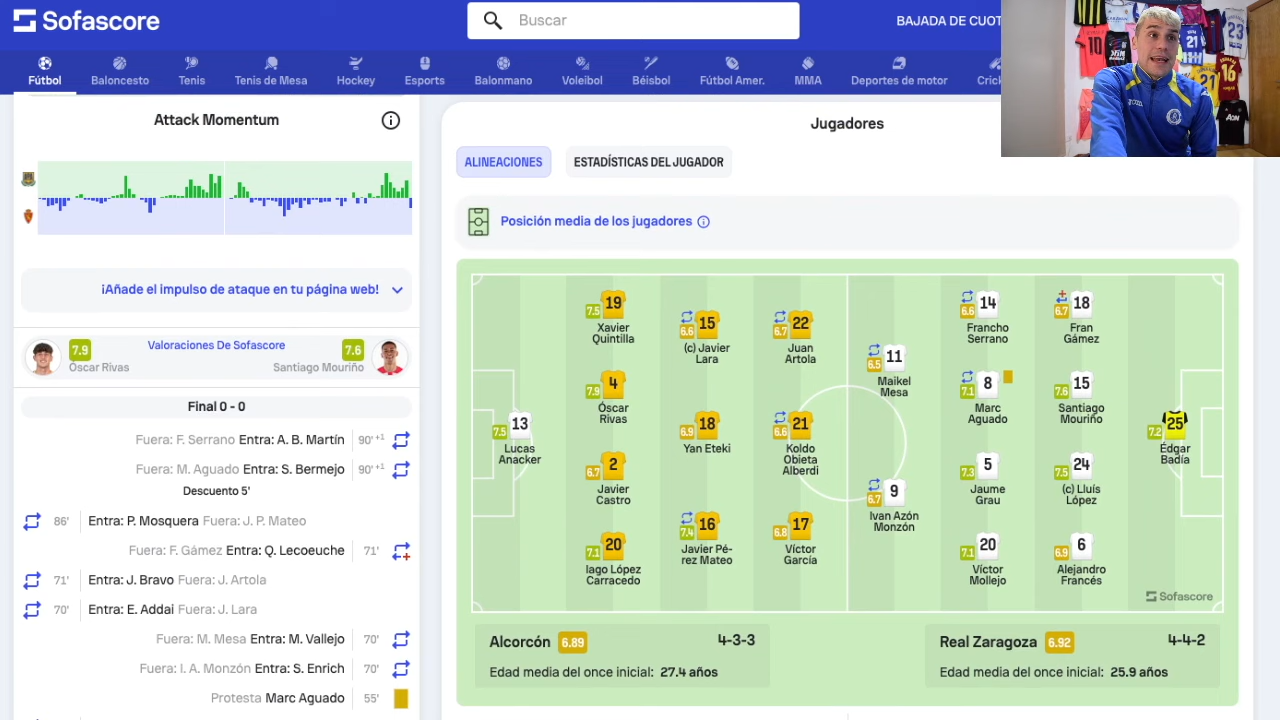 Sofascore
Buscar
BAJADA DE CUOT
Fútbol
Baloncesto
Tenis
Tenis de Mesa
Hockey
Esports
Balonmano
Voleibol
Béisbol
Fútbol Amer.
MMA
Deportes de motor
Crick
Attack Momentum
¡Añade el impulso de ataque en tu página web!
Valoraciones De Sofascore
7.9
Óscar Rivas
7.6
Santiago Mouriño
Final 0 - 0
Fuera: F. Serrano Entra: A. B. Martín 90' +1
Fuera: M. Aguado Entra: S. Bermejo 90' +1
Descuento 5'
86' Entra: P. Mosquera Fuera: J. P. Mateo
Fuera: F. Gámez Entra: Q. Lecoeuche 71'
71' Entra: J. Bravo Fuera: J. Artola
70' Entra: E. Addai Fuera: J. Lara
Fuera: M. Mesa Entra: M. Vallejo 70'
Fuera: I. A. Monzón Entra: S. Enrich 70'
Protesta Marc Aguado 55'
Jugadores
ALINEACIONES
ESTADÍSTICAS DEL JUGADOR
Posición media de los jugadores
13
7.5
Lucas
Anacker
19
7.5
Xavier
Quintilla
4
7.9
Óscar
Rivas
2
6.7
Javier
Castro
20
7.1
Iago López
Carracedo
15
6.6
(c) Javier
Lara
18
6.9
Yan Eteki
16
7.4
Javier Pé-
rez Mateo
22
6.7
Juan
Artola
21
6.6
Koldo
Obieta
Alberdi
17
6.8
Víctor
García
11
6.5
Maikel
Mesa
9
6.7
Ivan Azón
Monzón
14
6.6
Francho
Serrano
8
7.1
Marc
Aguado
5
7.3
Jaume
Grau
20
7.1
Víctor
Mollejo
18
6.7
Fran
Gámez
15
7.6
Santiago
Mouriño
24
7.5
(c) Lluís
López
6
6.9
Alejandro
Francés
25
7.2
Édgar
Badía
Sofascore
Alcorcón 6.89 4-3-3
Edad media del once inicial: 27.4 años
Real Zaragoza 6.92 4-4-2
Edad media del once inicial: 25.9 años
23
10
21
16
21
AON